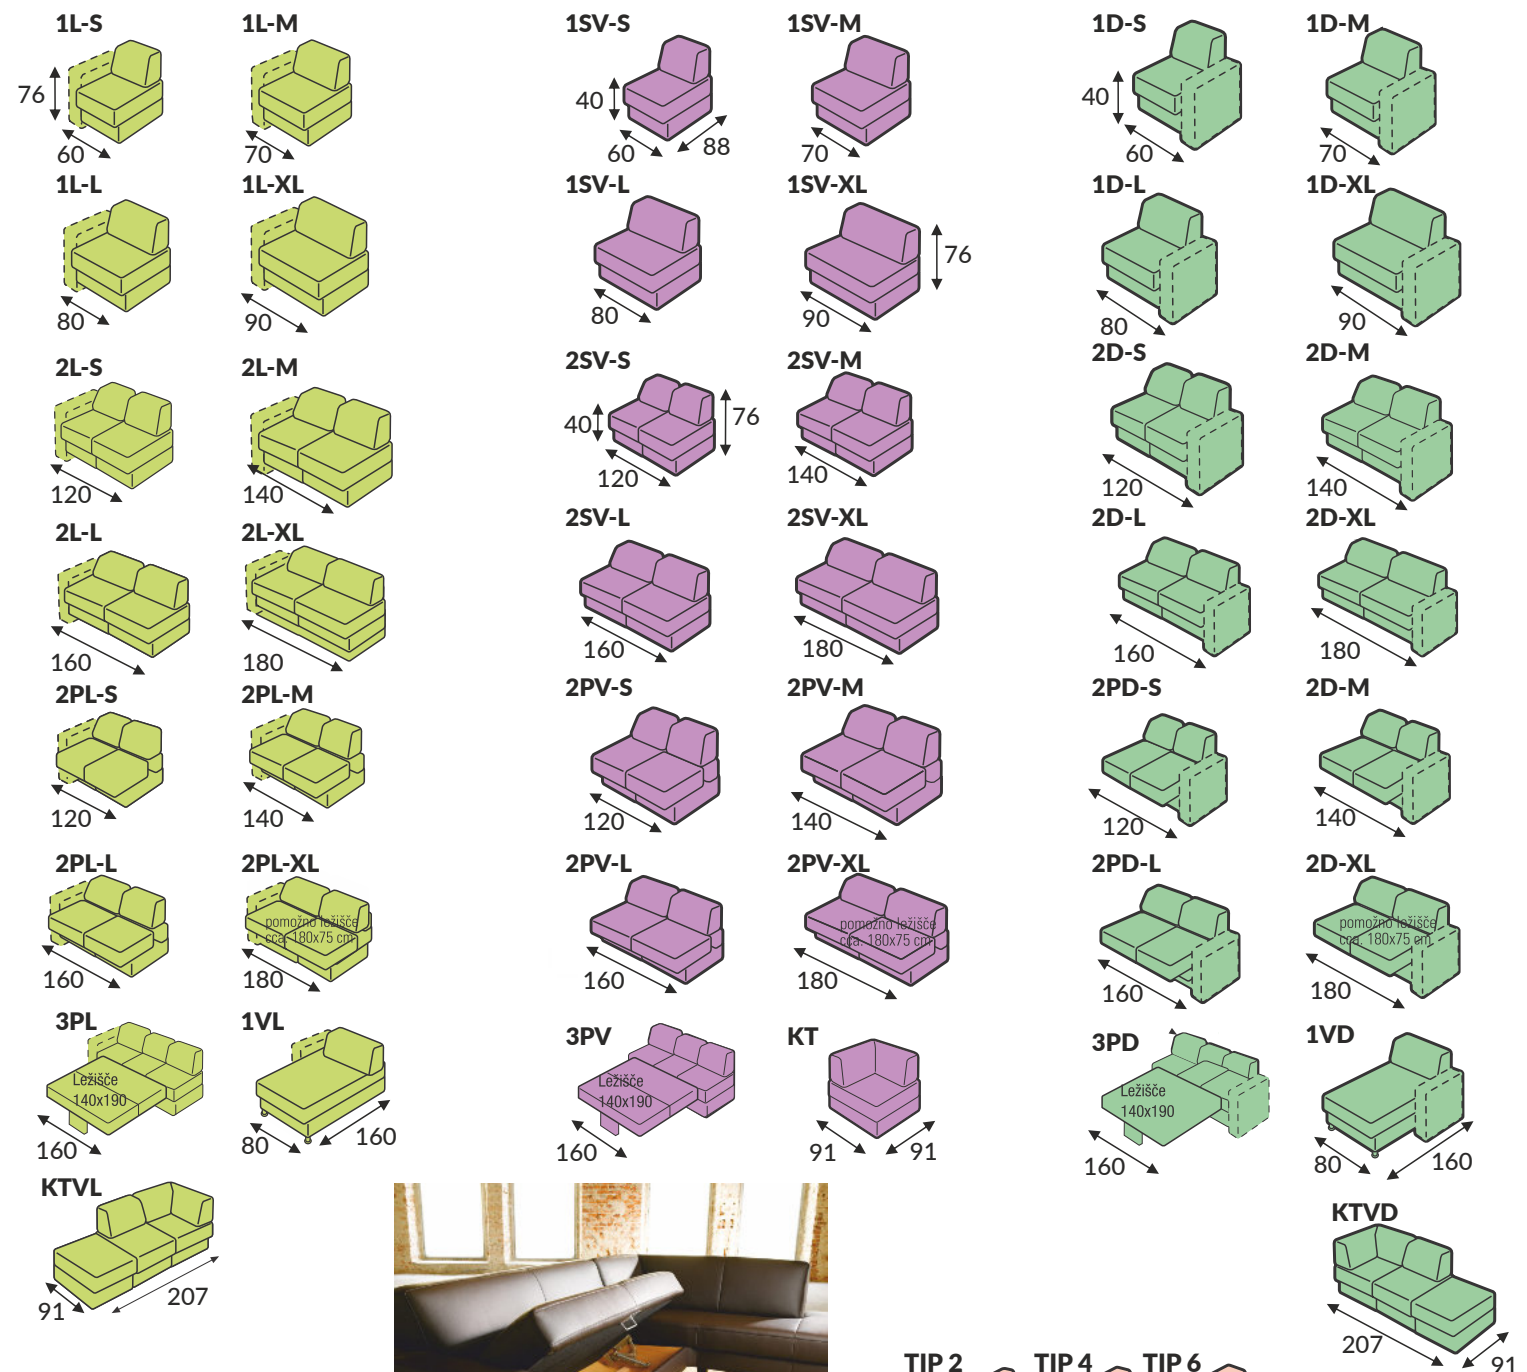 1L-S 1L-M 1SV-S 1SV-M 1D-S 1D-M
76 40 40
60 70 60 88 70 60 70
1L-L 1L-XL 1SV-L 1SV-XL 1D-L 1D-XL
76
80 90 80 90 80 90
2L-S 2L-M 2SV-S 2SV-M 2D-S 2D-M
40 76
120 140 120 140 120 140
2L-L 2L-XL 2SV-L 2SV-XL 2D-L 2D-XL
160 180 160 180 160 180
2PL-S 2PL-M 2PV-S 2PV-M 2PD-S 2D-M
120 140 120 140 120 140
2PL-L 2PL-XL 2PV-L 2PV-XL 2PD-L 2D-XL
pomožno ležišče pomožno ležišče pomožno ležišče
cca. 180x75 cm cca. 180x75 cm cca. 180x75 cm
160 180 160 180 160 180
3PL 1VL 3PV KT 3PD 1VD
Ležišče Ležišče Ležišče
140x190 140x190 140x190
160 80 160 160 91 91 160 80 160
KTVL KTVD
91 207 207 91
TIP 2 TIP 4 TIP 6